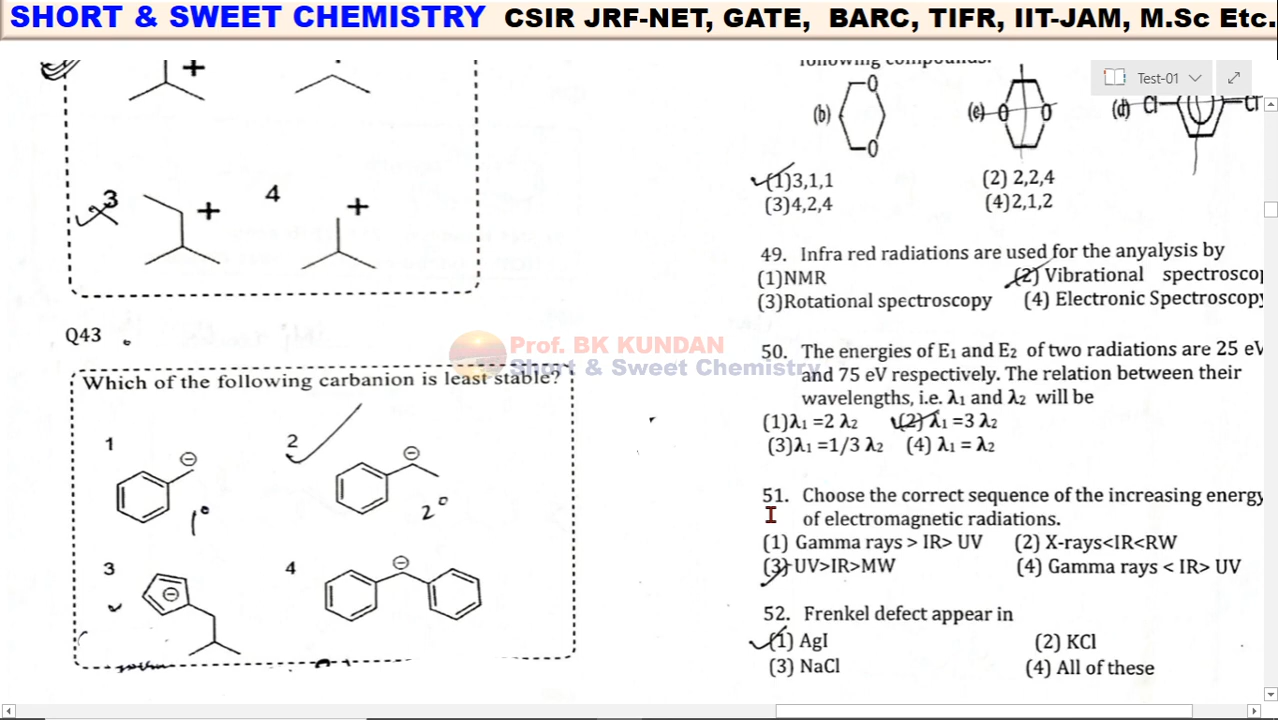 SHORT & SWEET CHEMISTRY CSIR JRF-NET, GATE, BARC, TIFR, IIT-JAM, M.Sc Etc.
Test-01
+
3
+
4
+
Q43
Which of the following carbanion is least stable?
1
⊖
1°
2
⊖
2°
3
⊖
4
⊖
Prof. BK KUNDAN
Short & Sweet Chemistry
following compounds.
(b) O O
(c) O O
(d) Cl Cl
(1)3,1,1 (2) 2,2,4
(3)4,2,4 (4)2,1,2
49. Infra red radiations are used for the anyalysis by
(1)NMR (2) Vibrational spectrosco
(3)Rotational spectroscopy (4) Electronic Spectroscopy
50. The energies of E₁ and E₂ of two radiations are 25 eV
and 75 eV respectively. The relation between their
wavelengths, i.e. λ₁ and λ₂ will be
(1)λ₁ =2 λ₂ (2) λ₁ =3 λ₂
(3)λ₁ =1/3 λ₂ (4) λ₁ = λ₂
51. Choose the correct sequence of the increasing energy
of electromagnetic radiations.
(1) Gamma rays > IR> UV (2) X-rays<IR<RW
(3) UV>IR>MW (4) Gamma rays < IR> UV
52. Frenkel defect appear in
(1) AgI (2) KCl
(3) NaCl (4) All of these